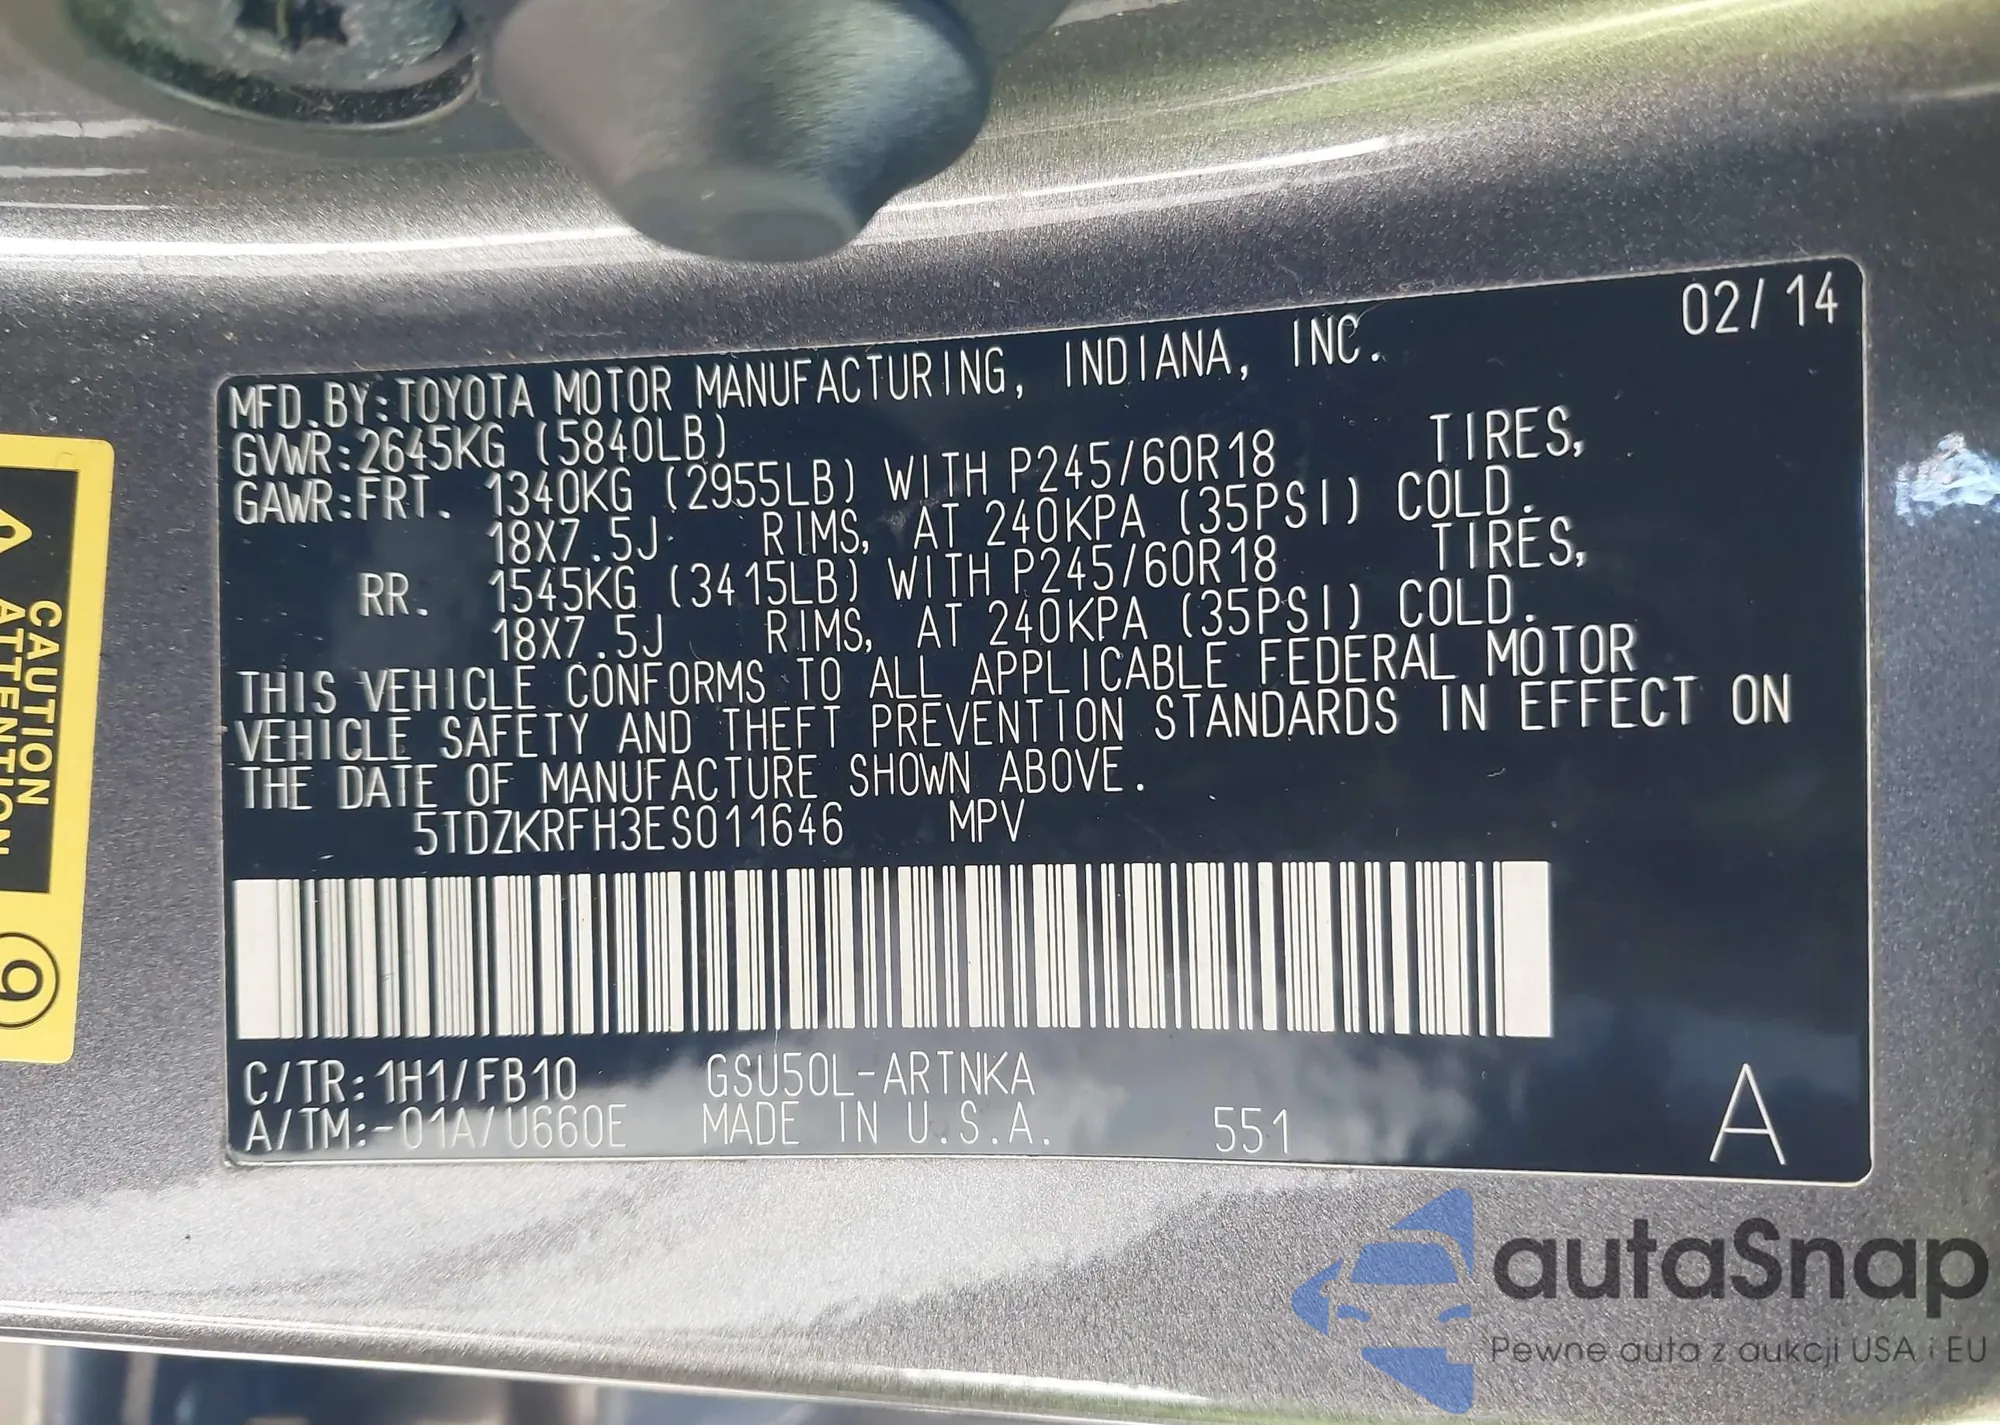 02/14
MFD.BY:TOYOTA MOTOR MANUFACTURING, INDIANA, INC.
GVWR:2645KG (5840LB)
GAWR:FRT. 1340KG (2955LB) WITH P245/60R18 TIRES,
18X7.5J RIMS, AT 240KPA (35PSI) COLD.
RR. 1545KG (3415LB) WITH P245/60R18 TIRES,
18X7.5J RIMS, AT 240KPA (35PSI) COLD.
THIS VEHICLE CONFORMS TO ALL APPLICABLE FEDERAL MOTOR
VEHICLE SAFETY AND THEFT PREVENTION STANDARDS IN EFFECT ON
THE DATE OF MANUFACTURE SHOWN ABOVE.
5TDZKRFH3ES011646 MPV
C/TR:1H1/FB10 GSU50L-ARTNKA
A/TM:-01A/U660E MADE IN U.S.A. 551 A
CAUTION
ATTENTION
9
autaSnap
Pewne auta z aukcji USA i EU